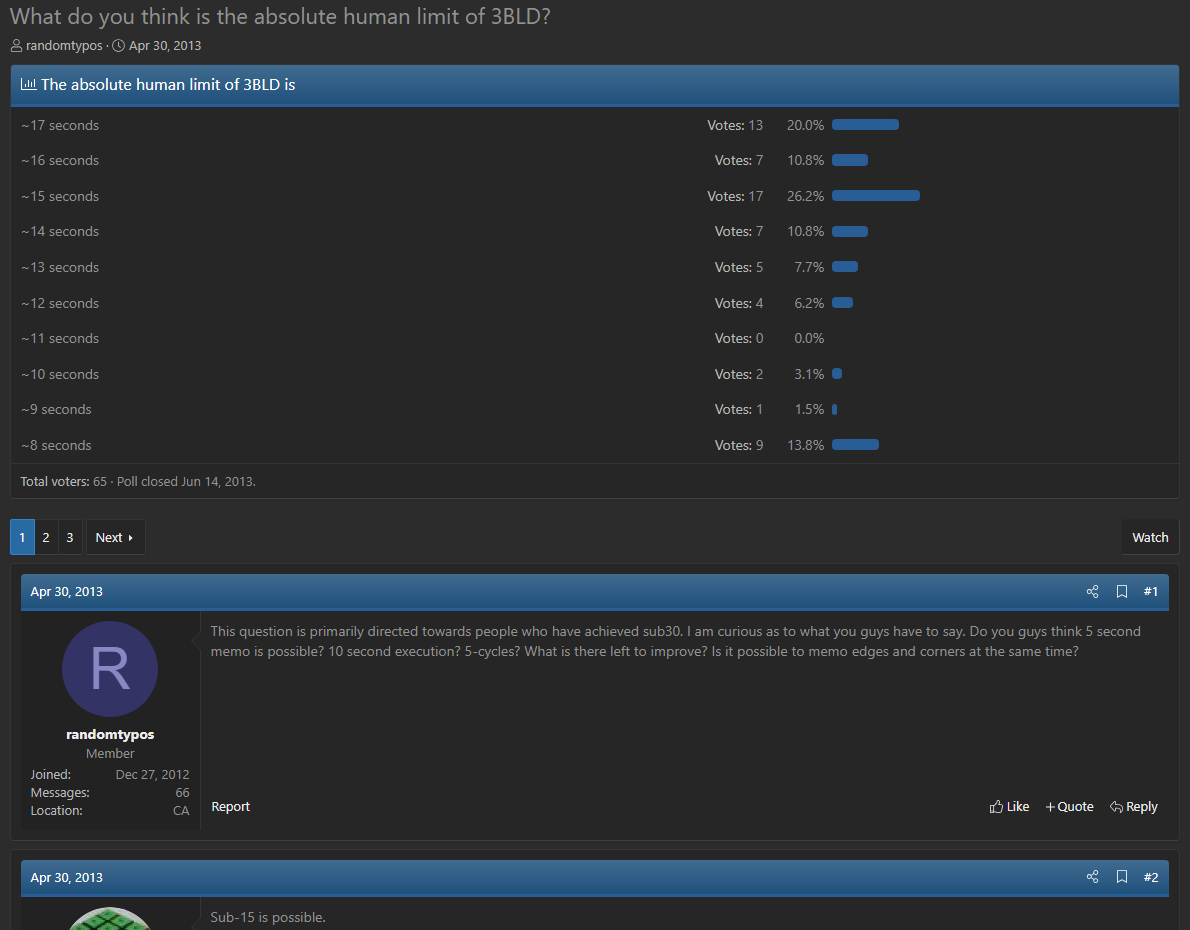 What do you think is the absolute human limit of 3BLD?
randomtypos · Apr 30, 2013
The absolute human limit of 3BLD is
~17 seconds Votes: 13 20.0%
~16 seconds Votes: 7 10.8%
~15 seconds Votes: 17 26.2%
~14 seconds Votes: 7 10.8%
~13 seconds Votes: 5 7.7%
~12 seconds Votes: 4 6.2%
~11 seconds Votes: 0 0.0%
~10 seconds Votes: 2 3.1%
~9 seconds Votes: 1 1.5%
~8 seconds Votes: 9 13.8%
Total voters: 65 · Poll closed Jun 14, 2013.
1 2 3 Next Watch
Apr 30, 2013 #1
R
randomtypos
Member
Joined: Dec 27, 2012
Messages: 66
Location: CA
This question is primarily directed towards people who have achieved sub30. I am curious as to what you guys have to say. Do you guys think 5 second
memo is possible? 10 second execution? 5-cycles? What is there left to improve? Is it possible to memo edges and corners at the same time?
Report Like + Quote Reply
Apr 30, 2013 #2
Sub-15 is possible.